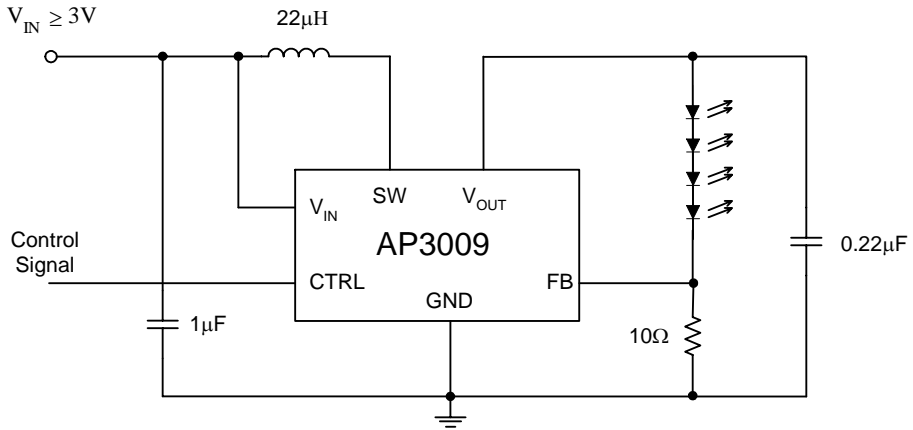 V_IN ≥ 3V
22μH
V_IN
SW
V_OUT
AP3009
Control
Signal
CTRL
FB
GND
0.22μF
1μF
10Ω